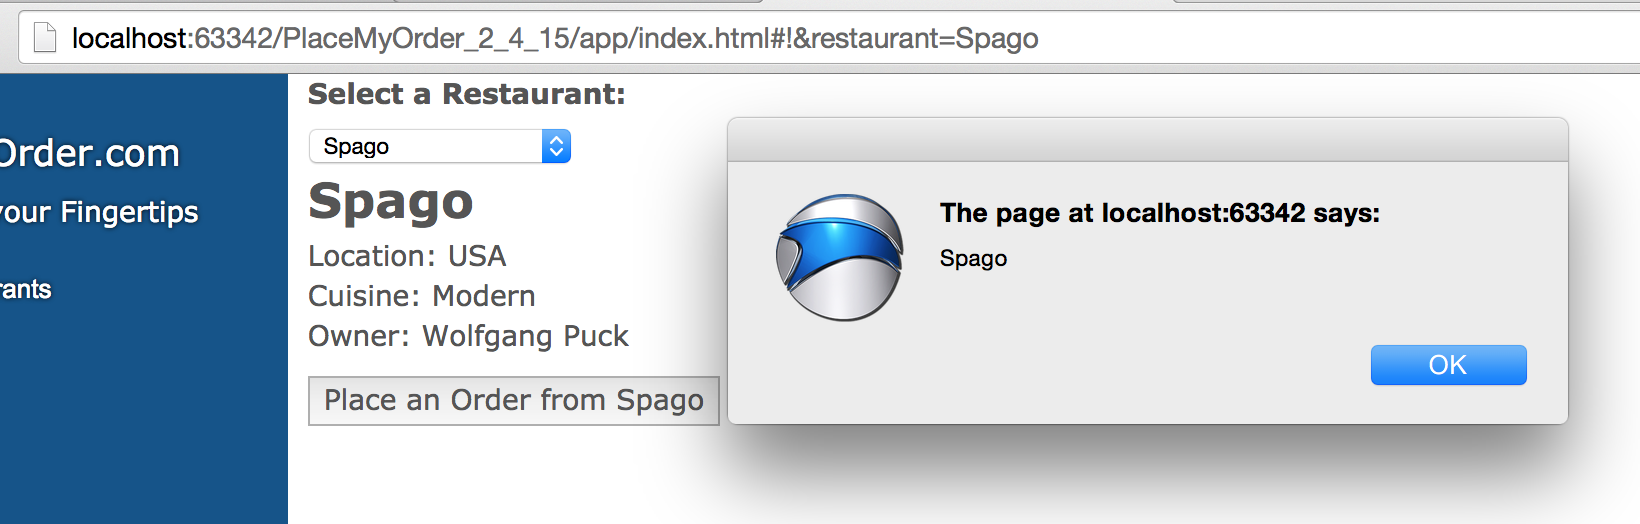 localhost:63342/PlaceMyOrder_2_4_15/app/index.html#!&restaurant=Spago
Order.com
your Fingertips
rants
Select a Restaurant:
Spago
Spago
Location: USA
Cuisine: Modern
Owner: Wolfgang Puck
Place an Order from Spago
The page at localhost:63342 says:
Spago
OK